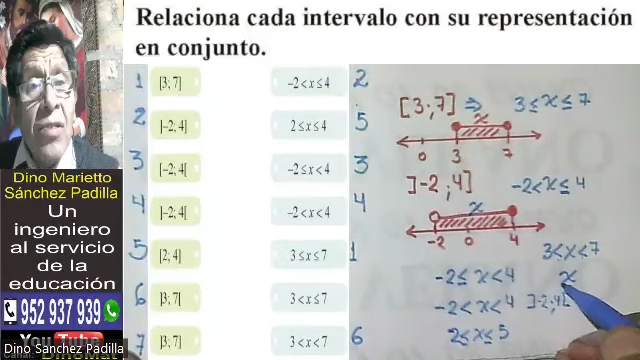 Relaciona cada intervalo con su representación
en conjunto.
1 [3; 7] -2 < x ≤ 4 2
2 ]-2; 4] 2 ≤ x ≤ 4 5
3 [-2; 4[ -2 ≤ x < 4 3
4 ]-2; 4[ -2 < x < 4 4
5 [2; 4] 3 ≤ x ≤ 7 1
6 [3; 7[ 3 < x ≤ 7
7 ]3; 7[ 3 < x < 7 6
[3;7] ⇒ 3≤x≤7
x
0 3 7
]-2;4] -2<x≤4
x
-2 0 4
3<x<7
-2≤x<4 x
-2<x<4 ]-2;4[
2≤x≤5
Dino Marietto
Sánchez Padilla
Un
ingeniero
al servicio
de la
educación
952 937 939
YouTube
Canal:
Dino Sánchez Padilla